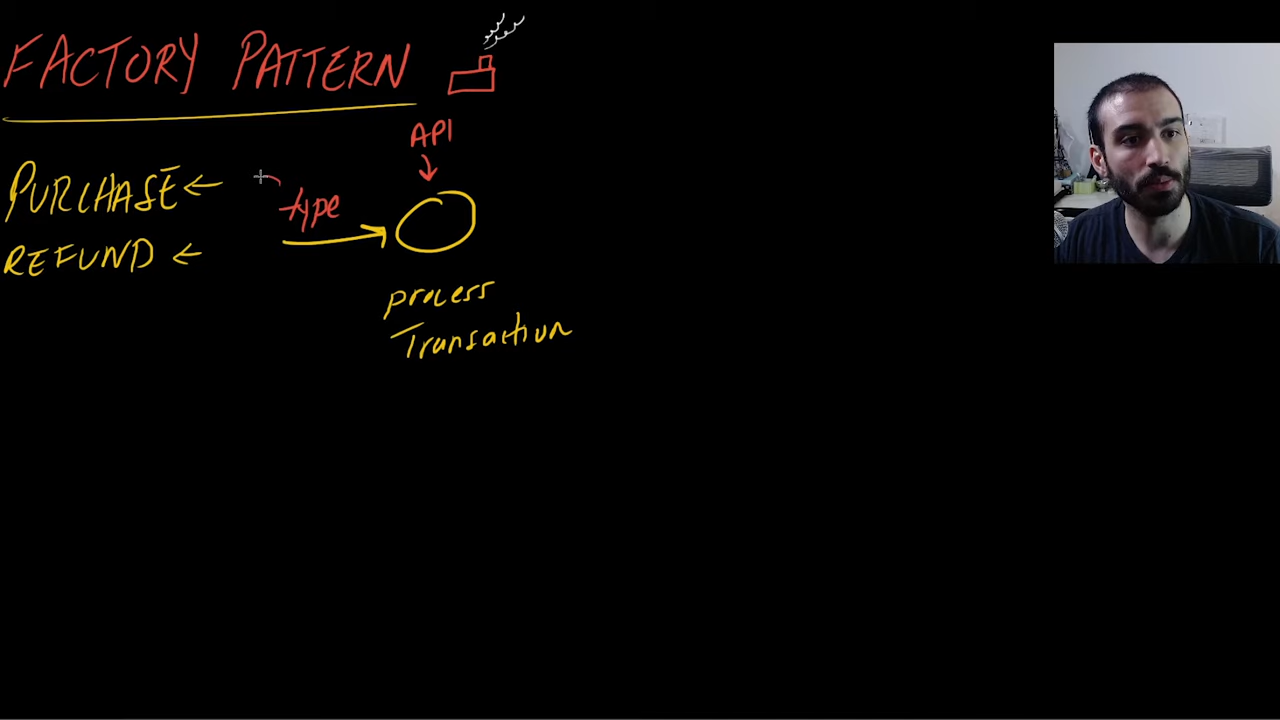 FACTORY PATTERN
API
PURCHASE
type
REFUND
process
Transaction